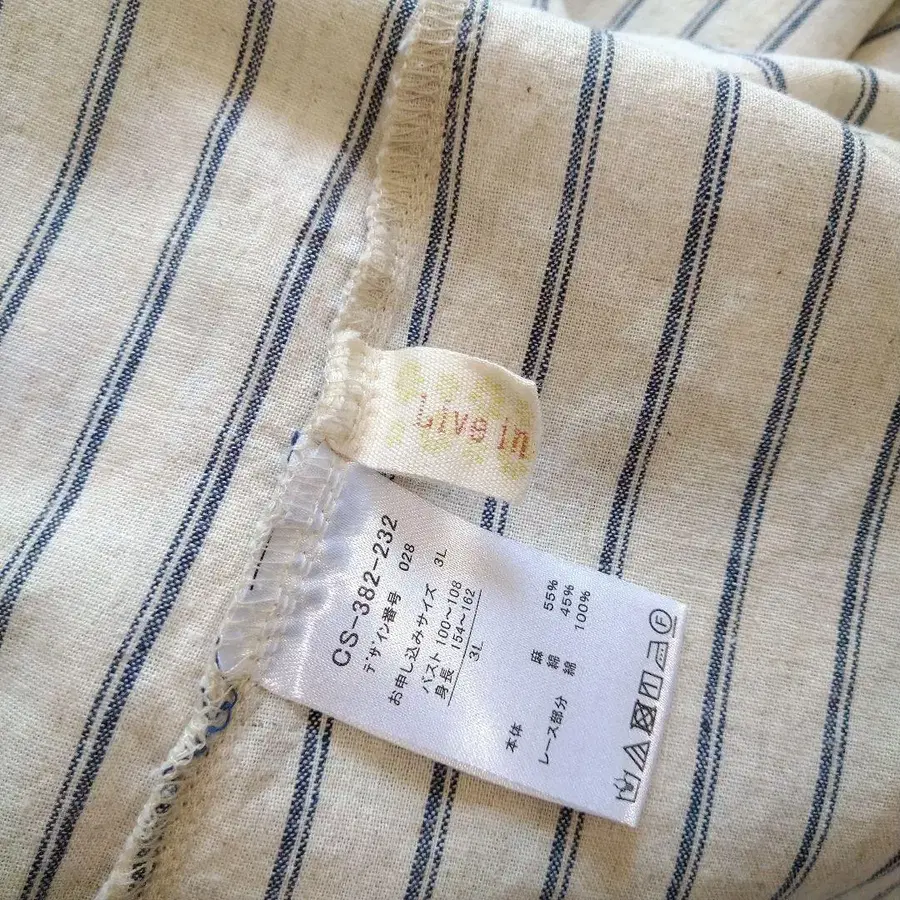 Live in
CS-382-232
デザイン番号 028
お申し込みサイズ 3L
バスト 100~108
身長 154~162
3L
本体 麻 55%
綿 45%
レース部分 綿 100%
F